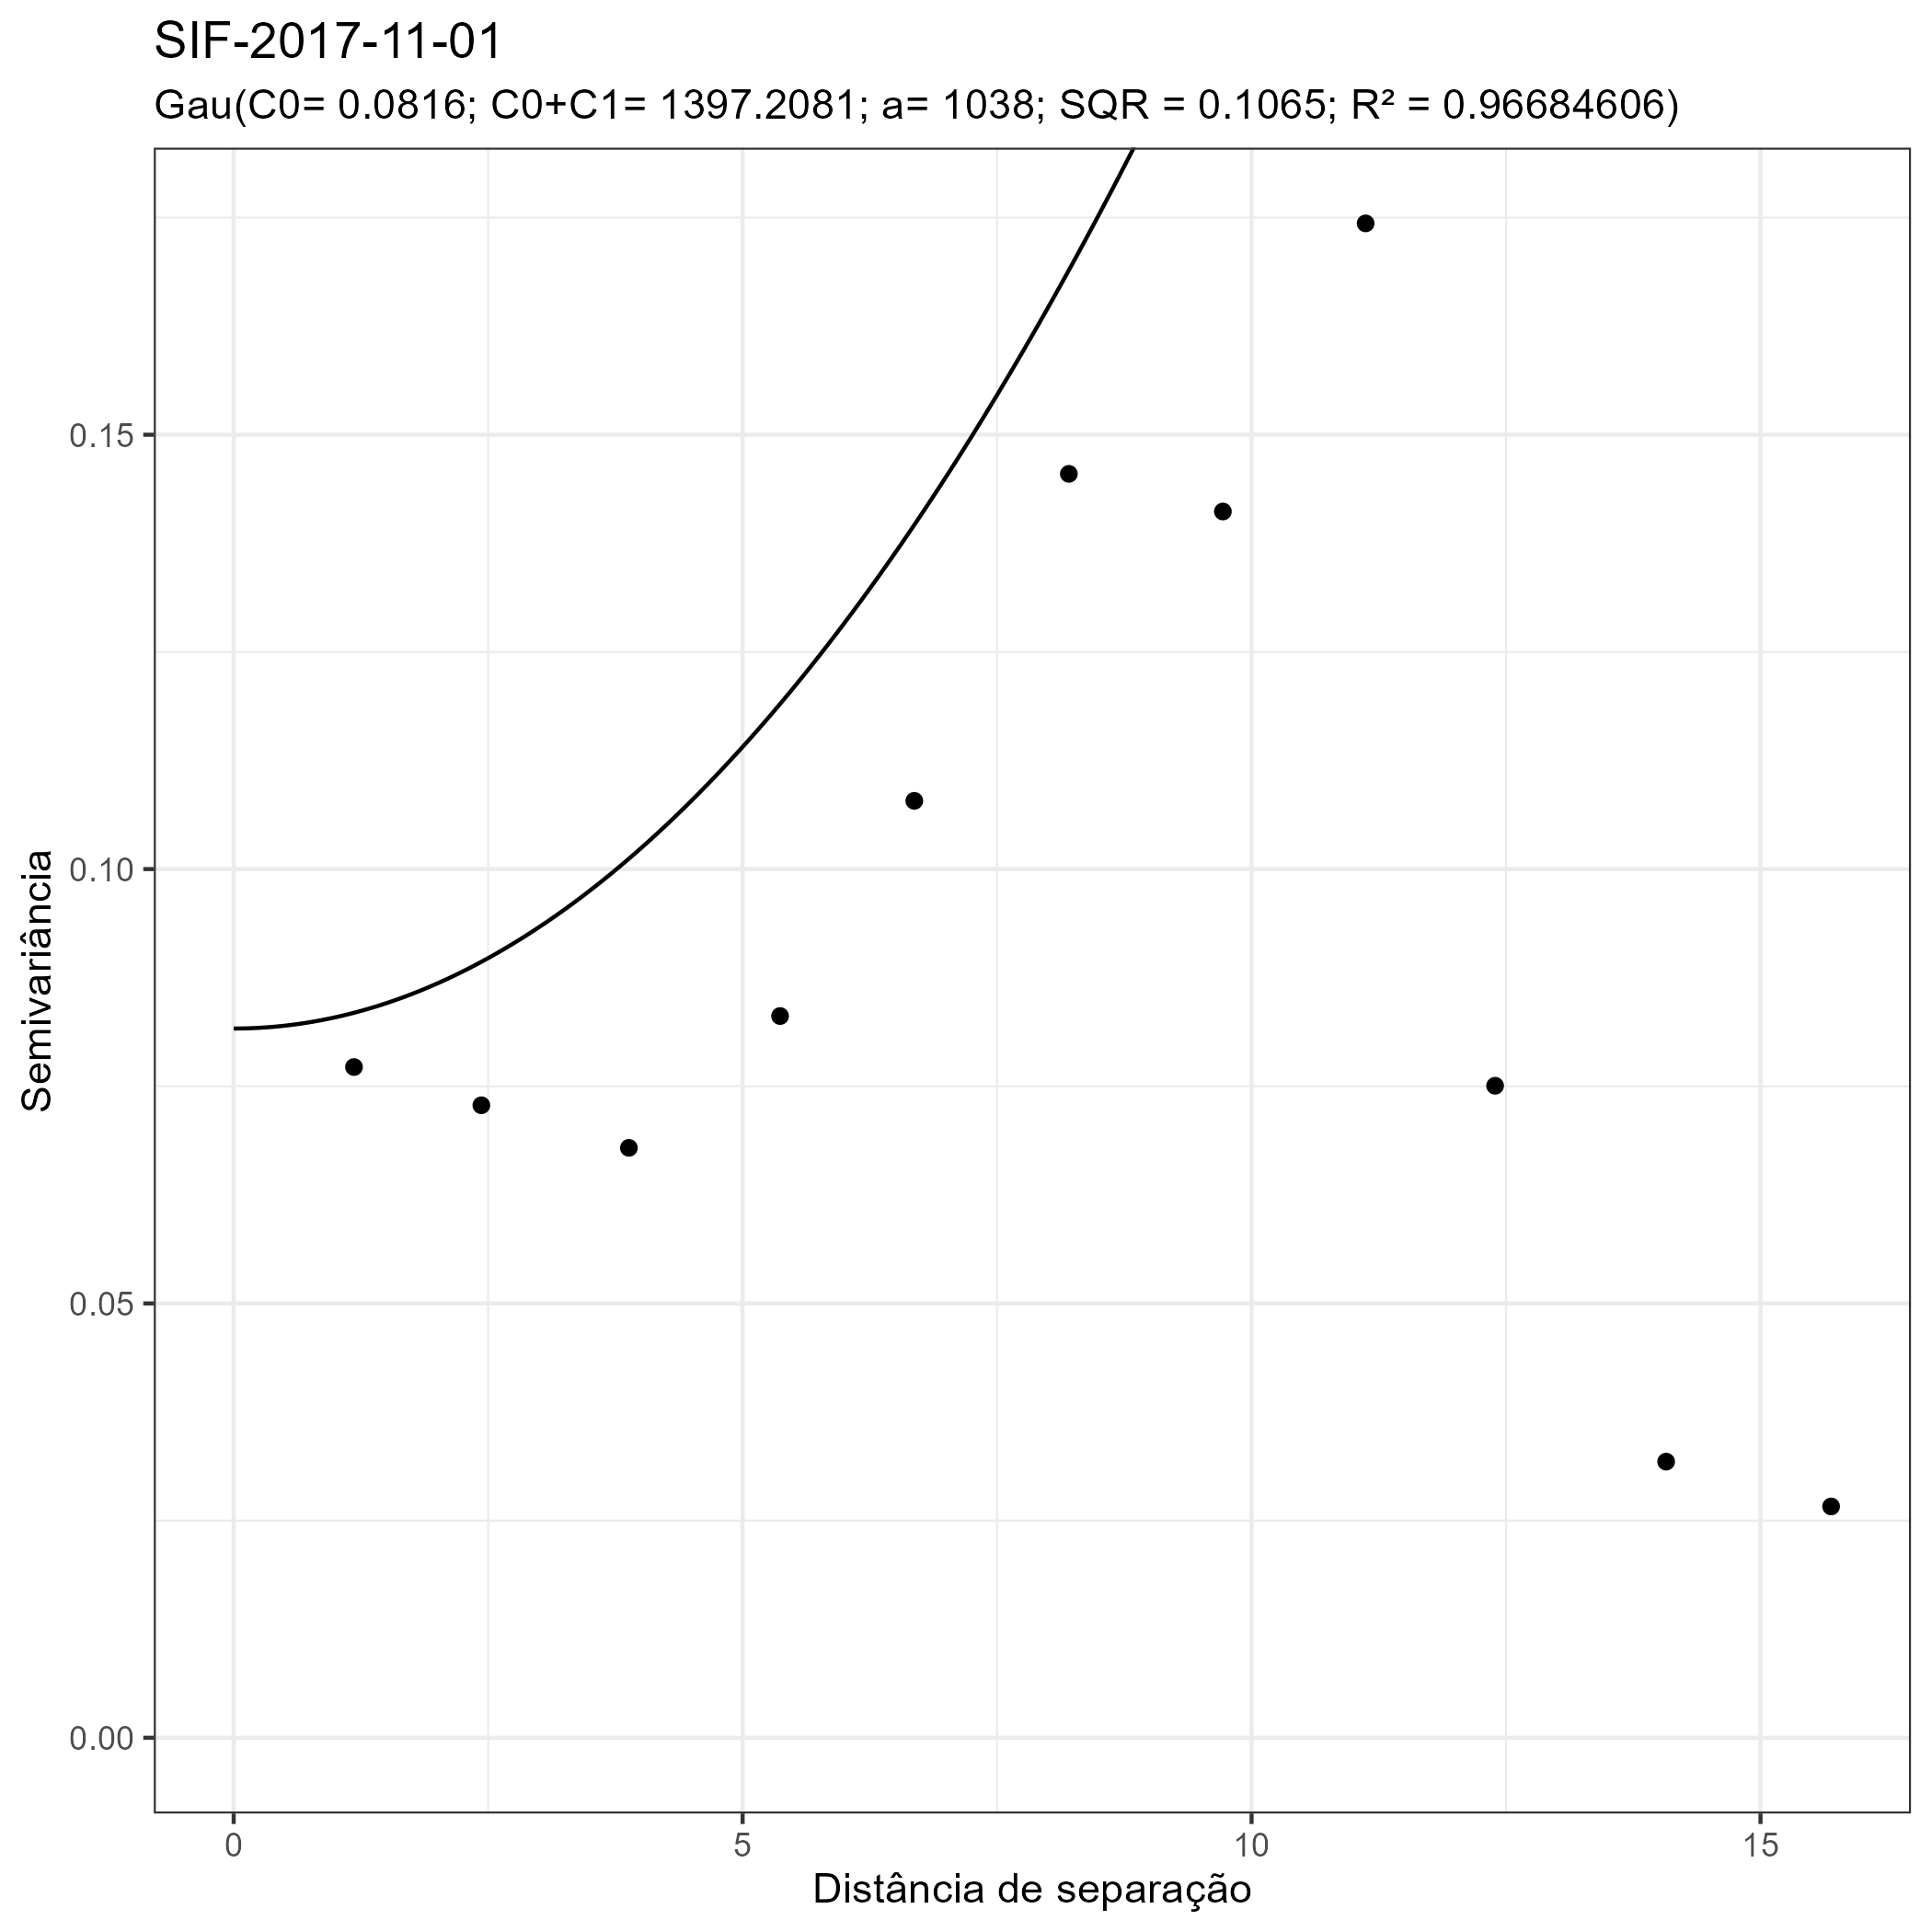 SIF-2017-11-01
Gau(C0= 0.0816; C0+C1= 1397.2081; a= 1038; SQR = 0.1065; R² = 0.96684606)
Semivariância
0.15
0.10
0.05
0.00
0
5
10
15
Distância de separação